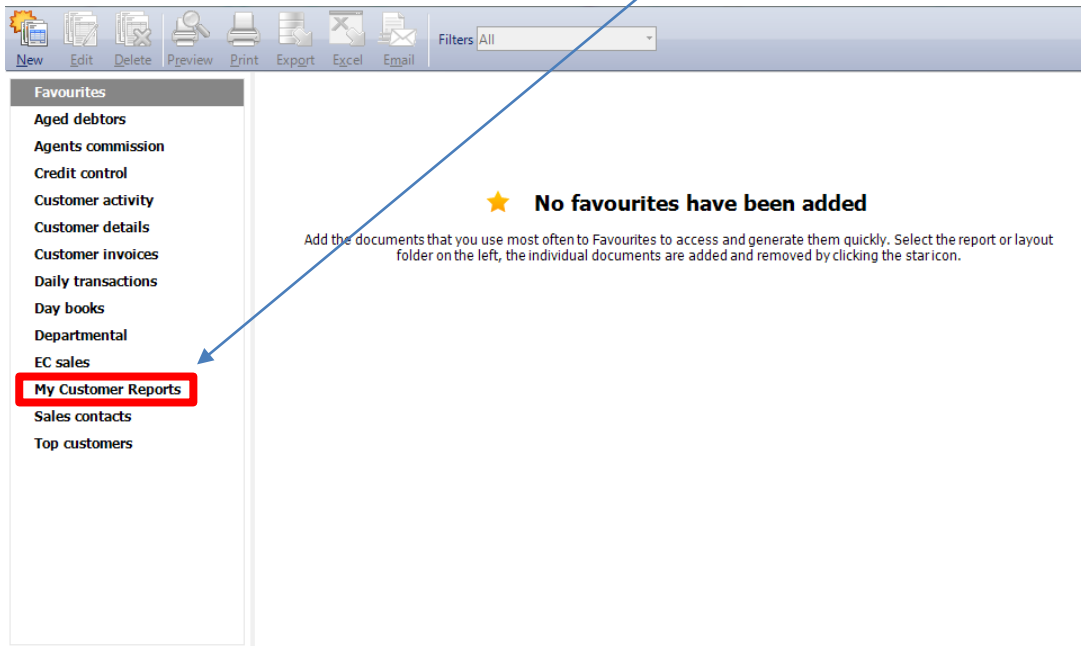 New Edit Delete Preview Print Export Excel Email Filters All
Favourites
Aged debtors
Agents commission
Credit control
Customer activity
Customer details
Customer invoices
Daily transactions
Day books
Departmental
EC sales
My Customer Reports
Sales contacts
Top customers
No favourites have been added
Add the documents that you use most often to Favourites to access and generate them quickly. Select the report or layout
folder on the left, the individual documents are added and removed by clicking the star icon.